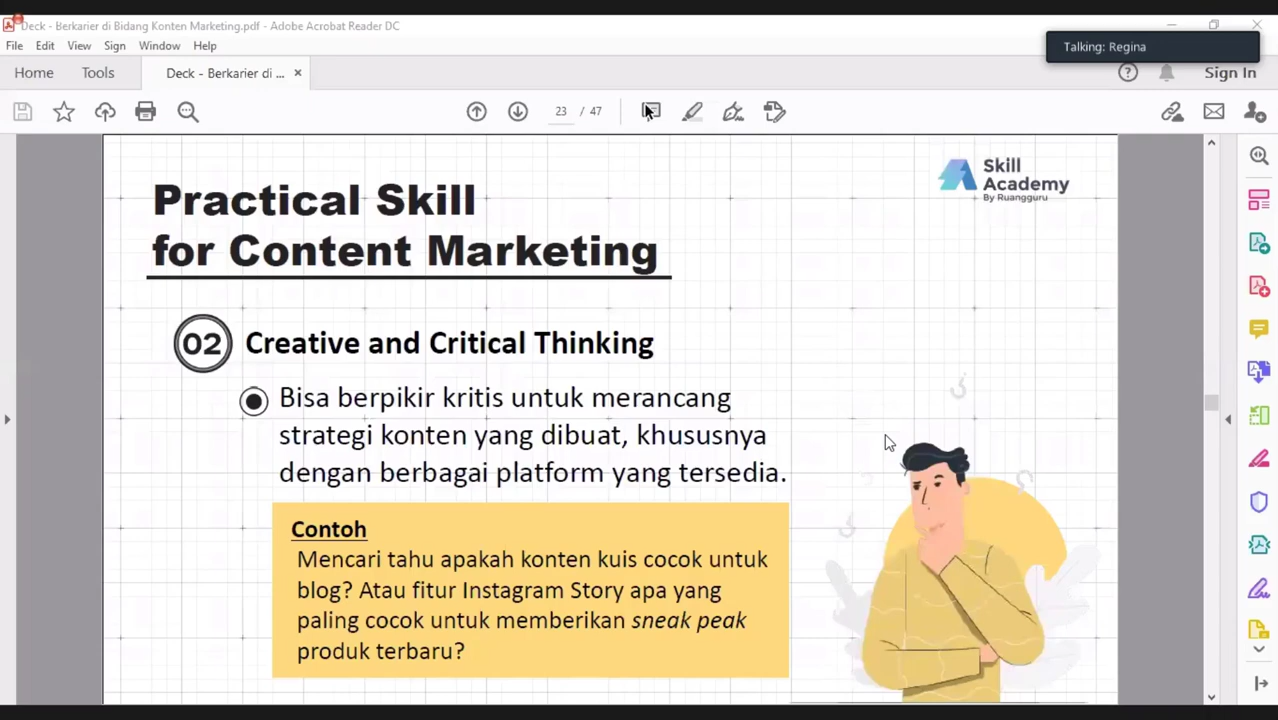 Deck - Berkarier di Bidang Konten Marketing.pdf - Adobe Acrobat Reader DC
File Edit View Sign Window Help
Talking: Regina
Home Tools Deck - Berkarier di ... × Sign In
23 / 47
Skill
Academy
By Ruangguru
Practical Skill
for Content Marketing
02 Creative and Critical Thinking
Bisa berpikir kritis untuk merancang
strategi konten yang dibuat, khususnya
dengan berbagai platform yang tersedia.
Contoh
Mencari tahu apakah konten kuis cocok untuk
blog? Atau fitur Instagram Story apa yang
paling cocok untuk memberikan sneak peak
produk terbaru?